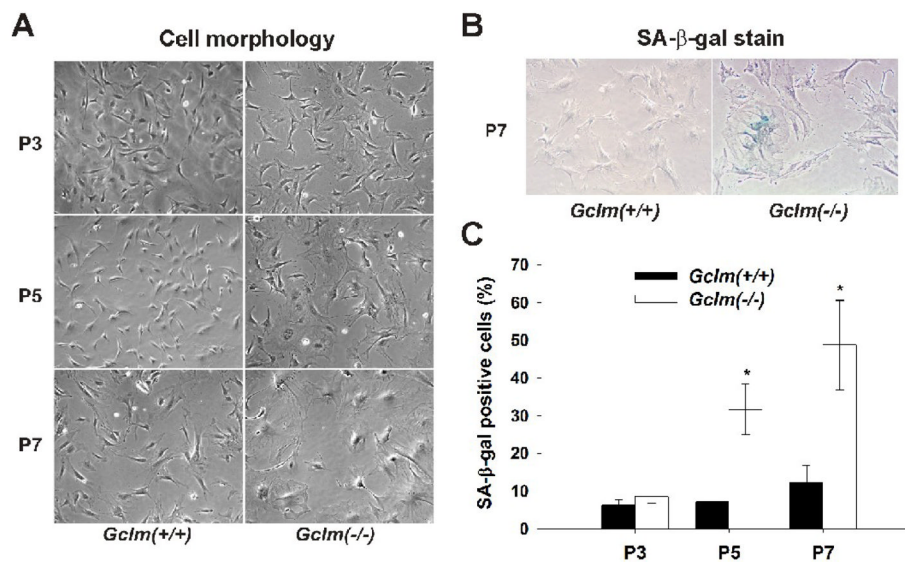 A
Cell morphology
P3
P5
P7
Gclm(+/+) Gclm(-/-)
B
SA-β-gal stain
P7
Gclm(+/+) Gclm(-/-)
C
SA-β-gal positive cells (%)
70
60
50
40
30
20
10
0
Gclm(+/+)
Gclm(-/-)
*
*
P3 P5 P7